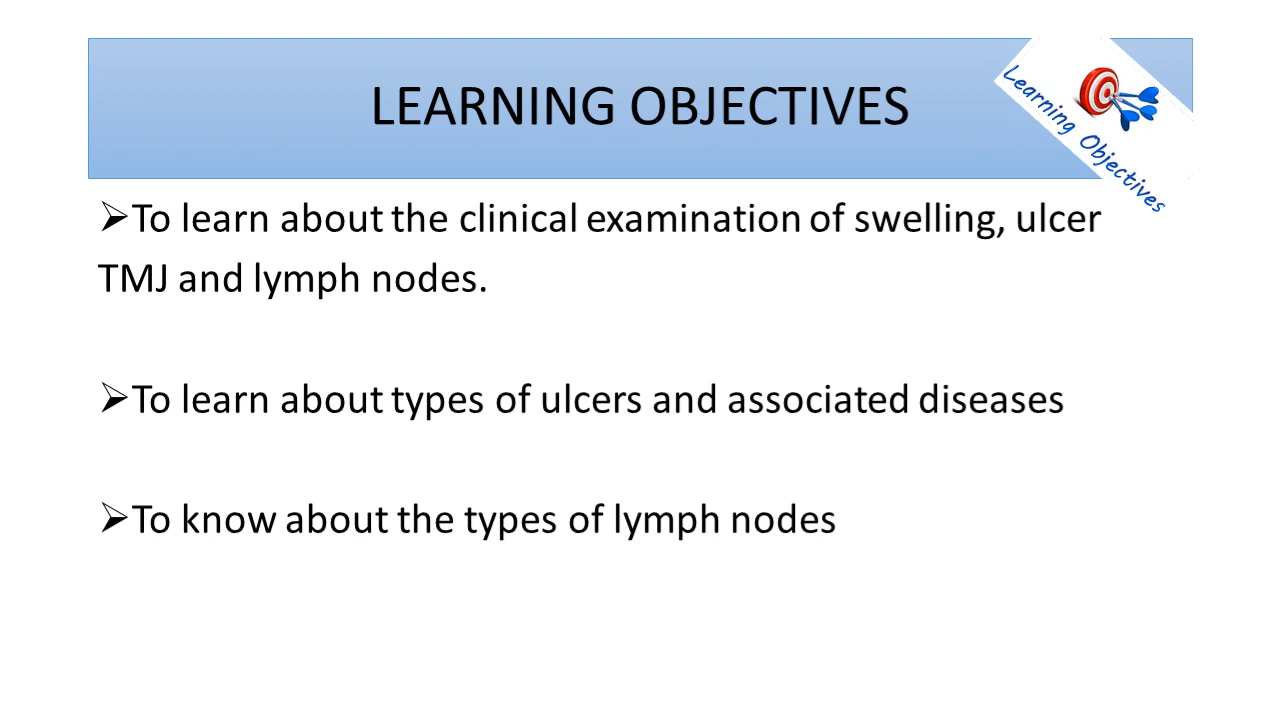 LEARNING OBJECTIVES
Learning Objectives
➢To learn about the clinical examination of swelling, ulcer
TMJ and lymph nodes.
➢To learn about types of ulcers and associated diseases
➢To know about the types of lymph nodes